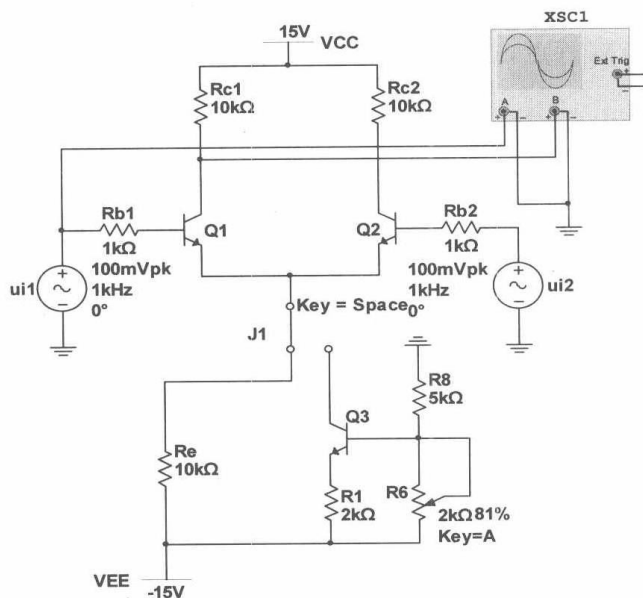 XSC1
15V
VCC
Ext Trig
+
−
A
B
+ − + −
Rc1
10kΩ
Rc2
10kΩ
Rb1
1kΩ
Q1
Q2
Rb2
1kΩ
ui1
+
−
100mVpk
1kHz
0°
100mVpk
1kHz
0°
+
−
ui2
Key = Space
J1
R8
5kΩ
Q3
Re
10kΩ
R1
2kΩ
R6
2kΩ 81%
Key=A
VEE
-15V